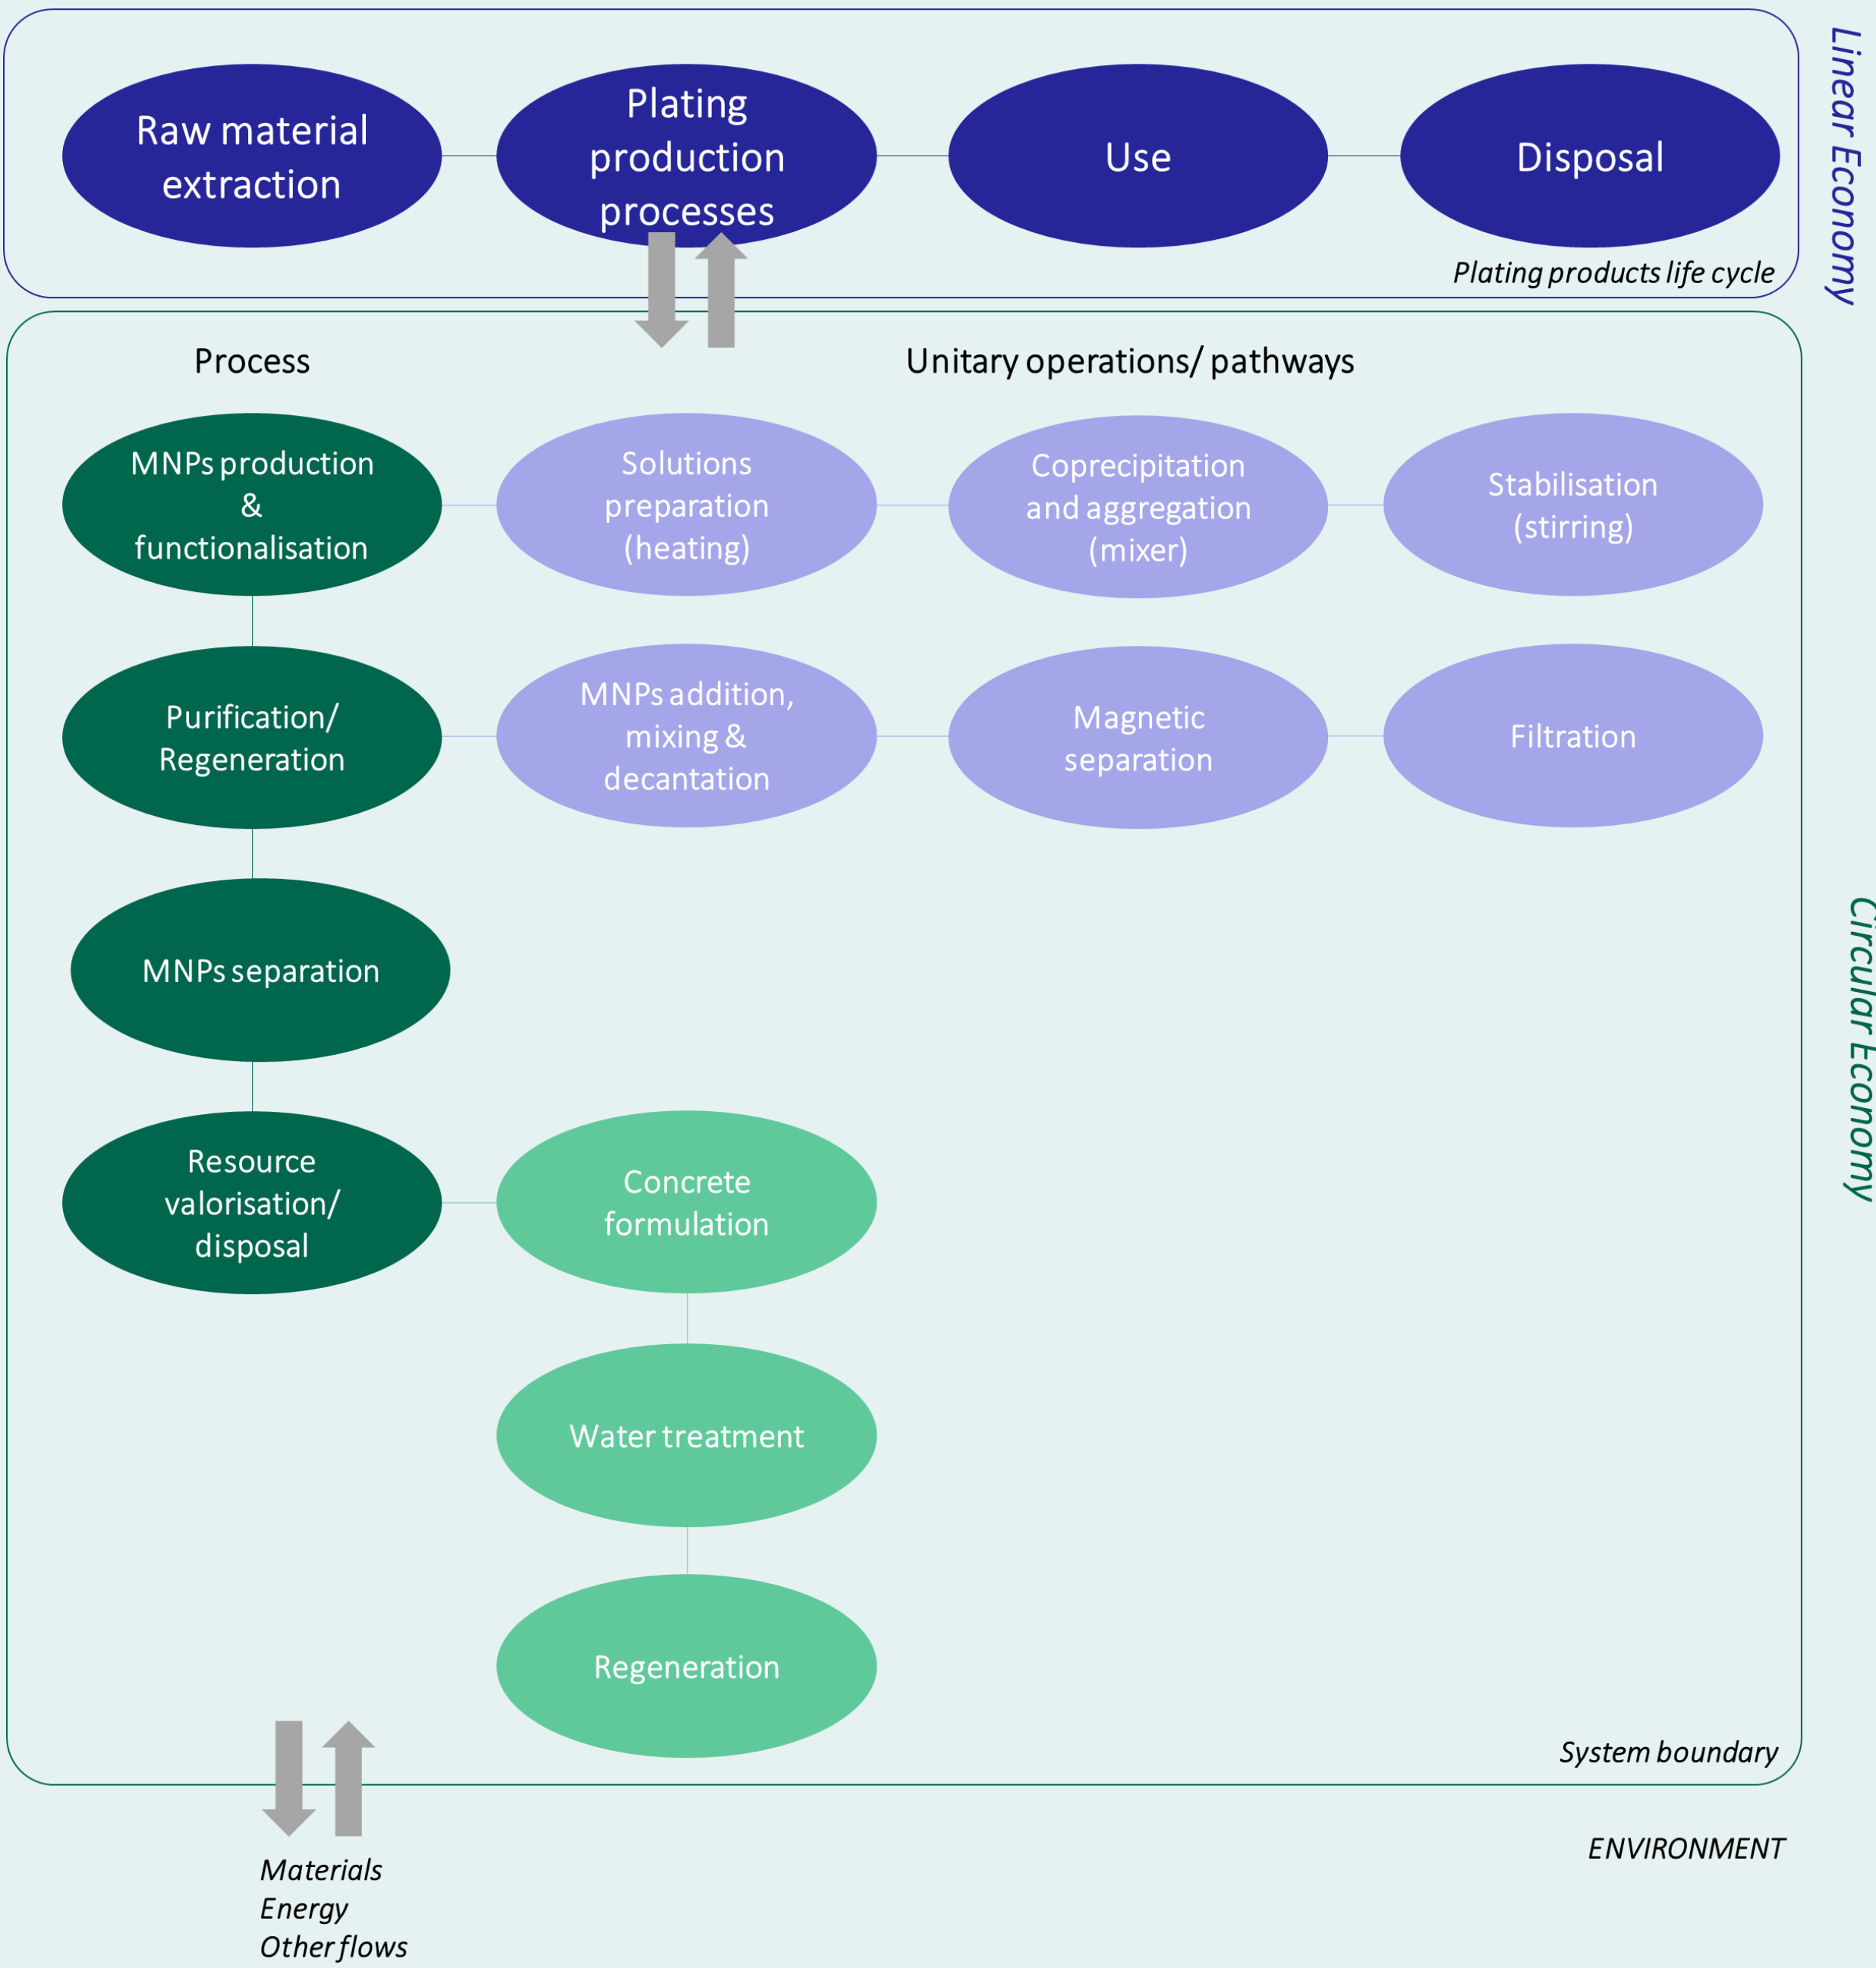 Raw material
extraction
Plating
production
processes
Use
Disposal
Plating products life cycle
Linear Economy
Process
Unitary operations/ pathways
MNPs production
&
functionalisation
Solutions
preparation
(heating)
Coprecipitation
and aggregation
(mixer)
Stabilisation
(stirring)
Purification/
Regeneration
MNPs addition,
mixing &
decantation
Magnetic
separation
Filtration
MNPs separation
Resource
valorisation/
disposal
Concrete
formulation
Water treatment
Regeneration
Circular Economy
System boundary
ENVIRONMENT
Materials
Energy
Other flows